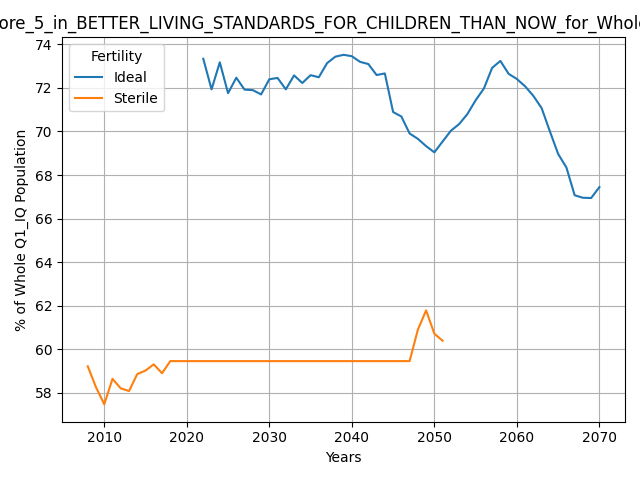 ore_5_in_BETTER_LIVING_STANDARDS_FOR_CHILDREN_THAN_NOW_for_Whole
Fertility
Ideal
Sterile
% of Whole Q1_IQ Population
74
72
70
68
66
64
62
60
58
2010 2020 2030 2040 2050 2060 2070
Years